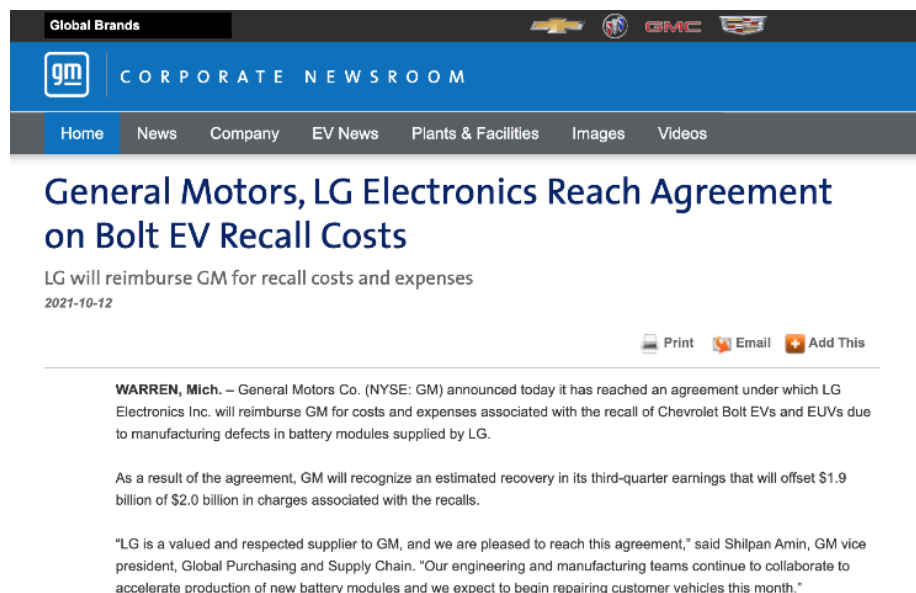 Global Brands
GMC
gm
CORPORATE NEWSROOM
Home News Company EV News Plants & Facilities Images Videos
General Motors, LG Electronics Reach Agreement
on Bolt EV Recall Costs
LG will reimburse GM for recall costs and expenses
2021-10-12
Print Email Add This
WARREN, Mich. – General Motors Co. (NYSE: GM) announced today it has reached an agreement under which LG
Electronics Inc. will reimburse GM for costs and expenses associated with the recall of Chevrolet Bolt EVs and EUVs due
to manufacturing defects in battery modules supplied by LG.
As a result of the agreement, GM will recognize an estimated recovery in its third-quarter earnings that will offset $1.9
billion of $2.0 billion in charges associated with the recalls.
“LG is a valued and respected supplier to GM, and we are pleased to reach this agreement,” said Shilpan Amin, GM vice
president, Global Purchasing and Supply Chain. "Our engineering and manufacturing teams continue to collaborate to
accelerate production of new battery modules and we expect to begin repairing customer vehicles this month.”